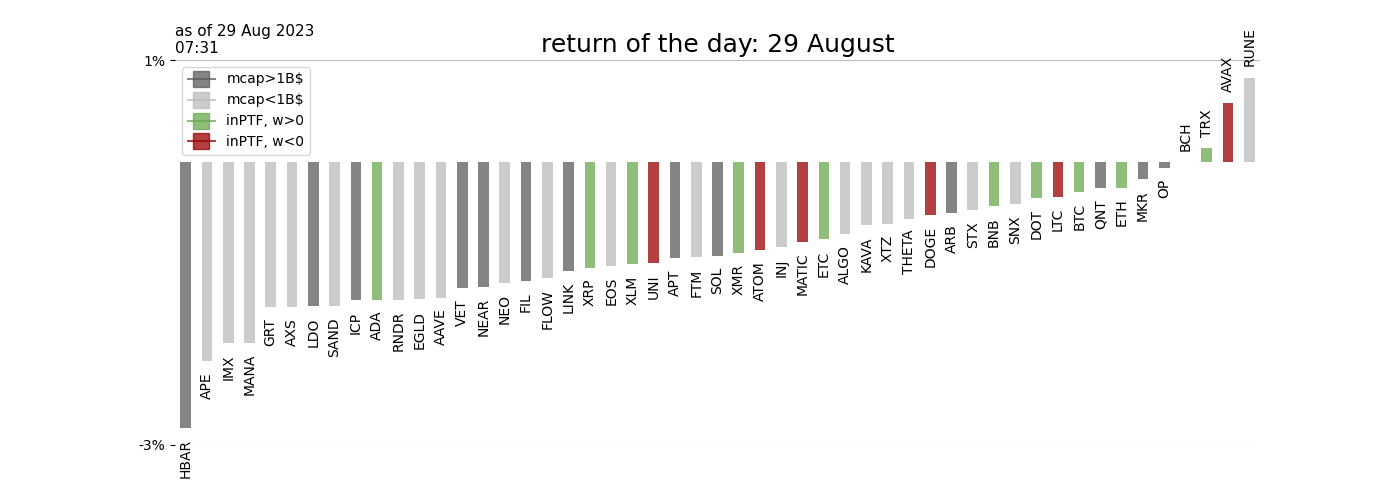 as of 29 Aug 2023
07:31
return of the day: 29 August
1%
mcap>1B$
mcap<1B$
inPTF, w>0
inPTF, w<0
-3%
HBAR
APE
IMX
MANA
GRT
AXS
LDO
SAND
ICP
ADA
RNDR
EGLD
AAVE
VET
NEAR
NEO
FIL
FLOW
LINK
XRP
EOS
XLM
UNI
APT
FTM
SOL
XMR
ATOM
INJ
MATIC
ETC
ALGO
KAVA
XTZ
THETA
DOGE
ARB
STX
BNB
SNX
DOT
LTC
BTC
QNT
ETH
MKR
OP
BCH
TRX
AVAX
RUNE